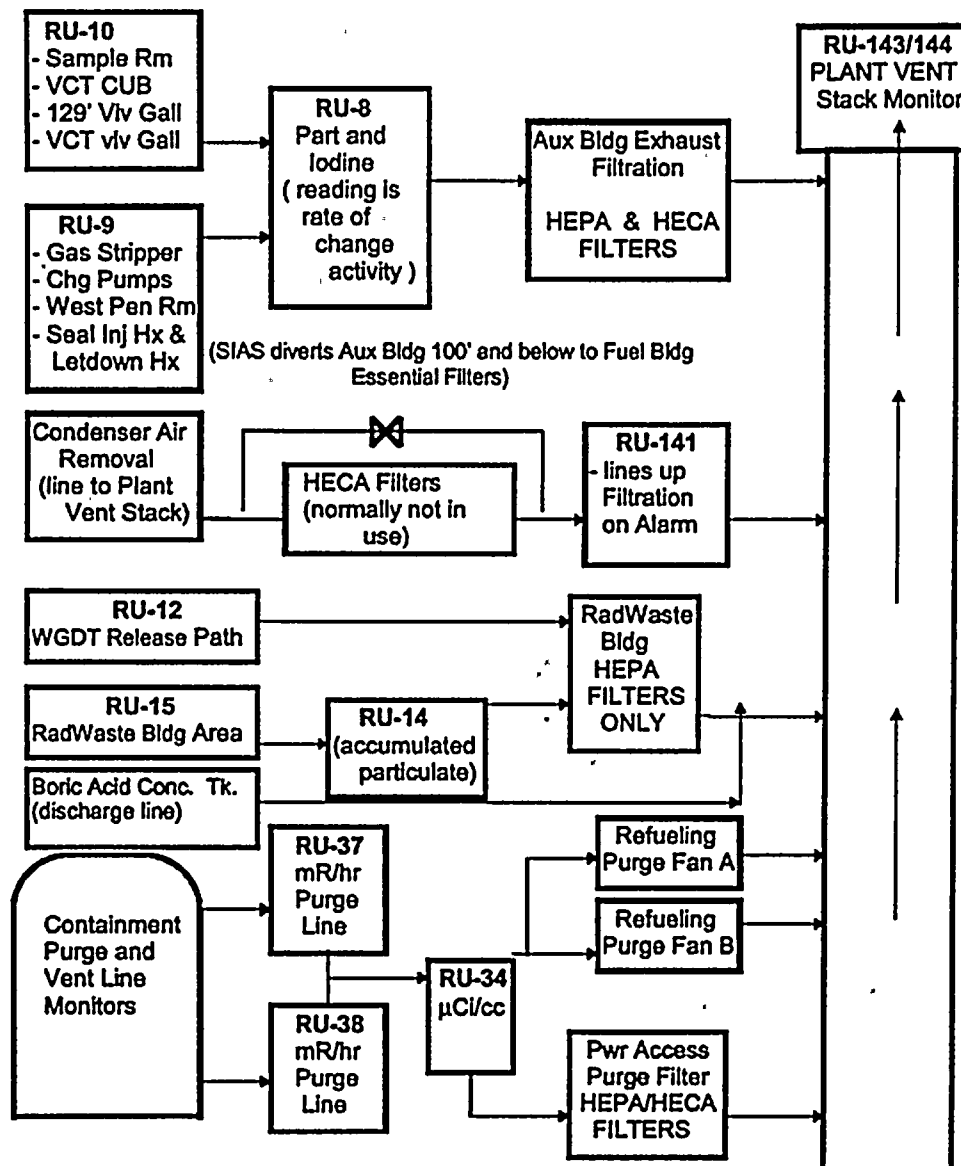 RU-10
- Sample Rm
- VCT CUB
- 129' Vlv Gall
- VCT vlv Gall
RU-9
- Gas Stripper
- Chg Pumps
- West Pen Rm
- Seal Inj Hx &
Letdown Hx
RU-8
Part and
Iodine
( reading is
rate of
change
activity )
Aux Bldg Exhaust
Filtration
HEPA & HECA
FILTERS
RU-143/144
PLANT VENT
Stack Monitor
(SIAS diverts Aux Bldg 100' and below to Fuel Bldg
Essential Filters)
Condenser Air
Removal
(line to Plant
Vent Stack)
HECA Filters
(normally not in
use)
RU-141
- lines up
Filtration
on Alarm
RU-12
WGDT Release Path
RU-15
RadWaste Bldg Area
RU-14
(accumulated
particulate)
RadWaste
Bldg
HEPA
FILTERS
ONLY
Boric Acid Conc. Tk.
(discharge line)
Containment
Purge and
Vent Line
Monitors
RU-37
mR/hr
Purge
Line
RU-38
mR/hr
Purge
Line
RU-34
µCi/cc
Refueling
Purge Fan A
Refueling
Purge Fan B
Pwr Access
Purge Filter
HEPA/HECA
FILTERS